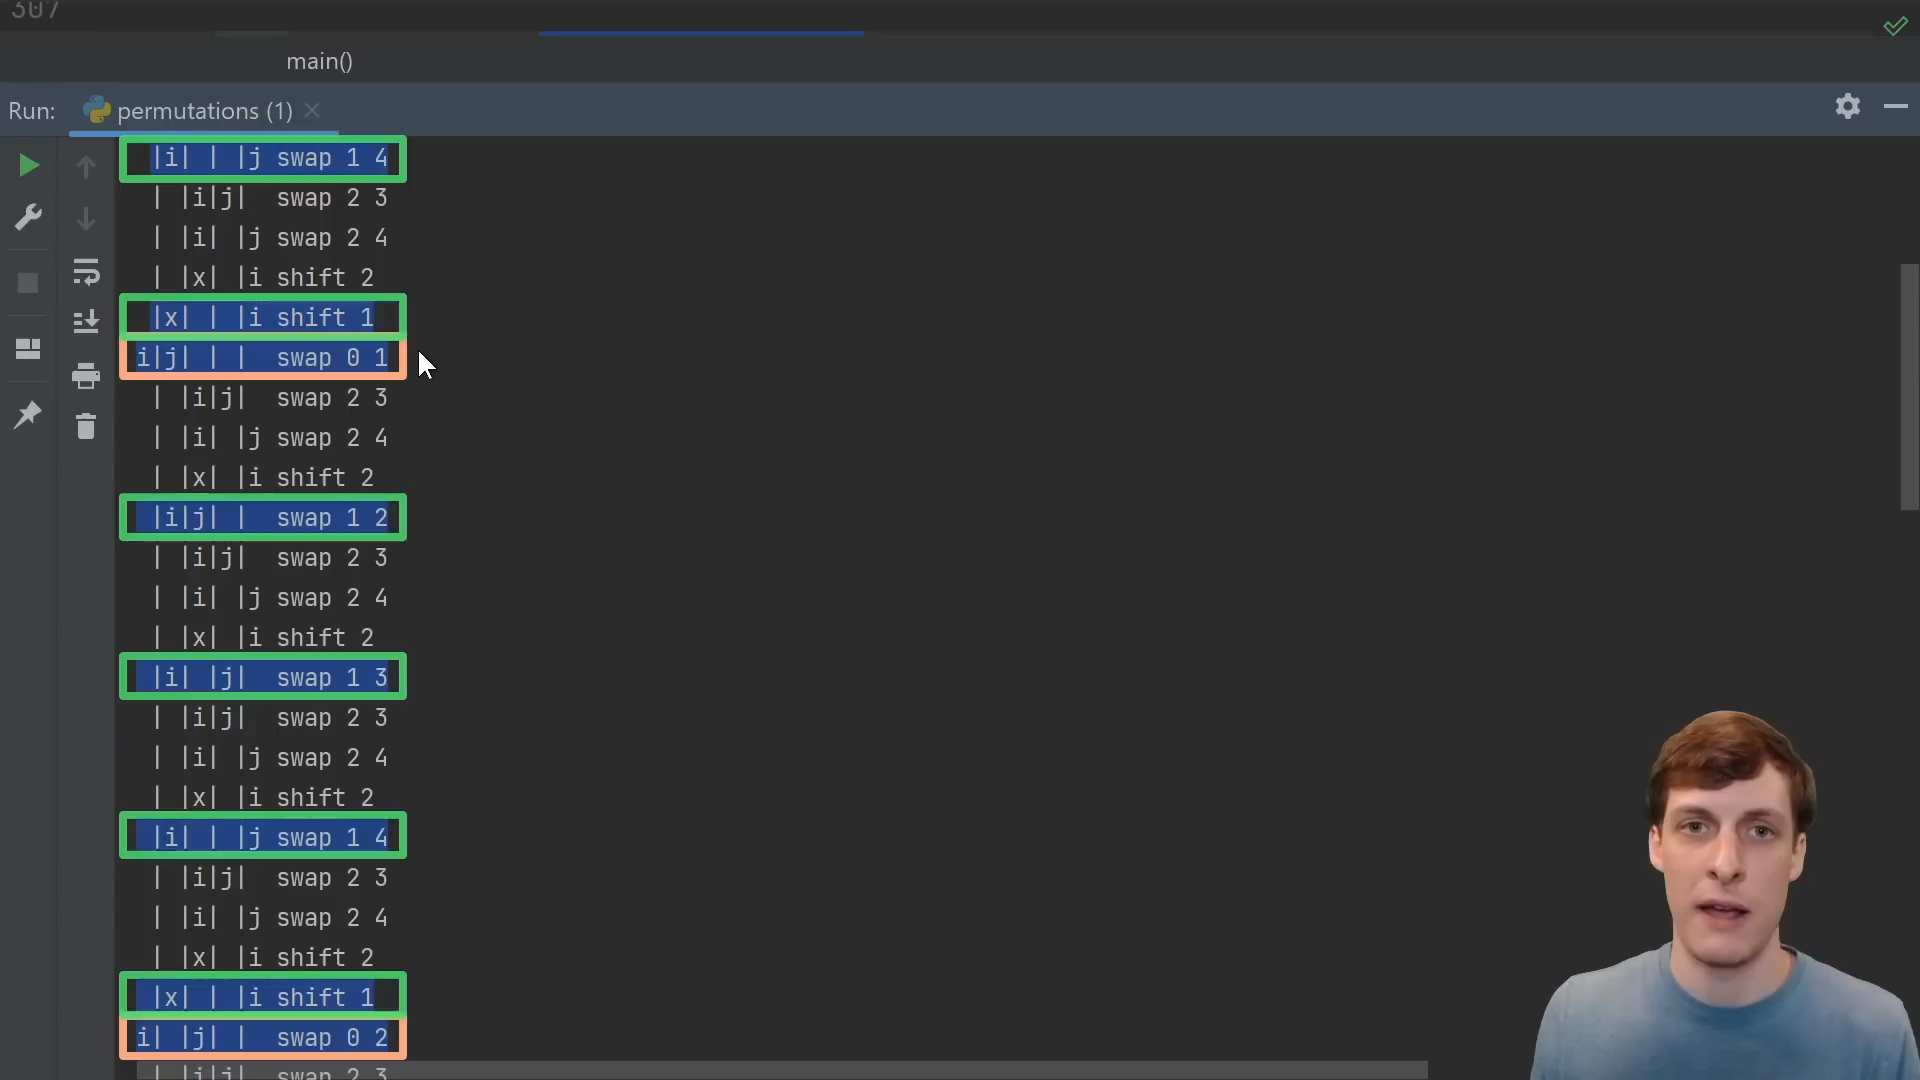 307
main()
Run: permutations (1)
|i| | |j swap 1 4
| |i|j|  swap 2 3
| |i| |j swap 2 4
| |x| |i shift 2
|x| | |i shift 1
i|j| | |  swap 0 1
| |i|j|  swap 2 3
| |i| |j swap 2 4
| |x| |i shift 2
|i|j| |  swap 1 2
| |i|j|  swap 2 3
| |i| |j swap 2 4
| |x| |i shift 2
|i| |j|  swap 1 3
| |i|j|  swap 2 3
| |i| |j swap 2 4
| |x| |i shift 2
|i| | |j swap 1 4
| |i|j|  swap 2 3
| |i| |j swap 2 4
| |x| |i shift 2
|x| | |i shift 1
i| |j| |  swap 0 2
| |i|j|  swap 2 3